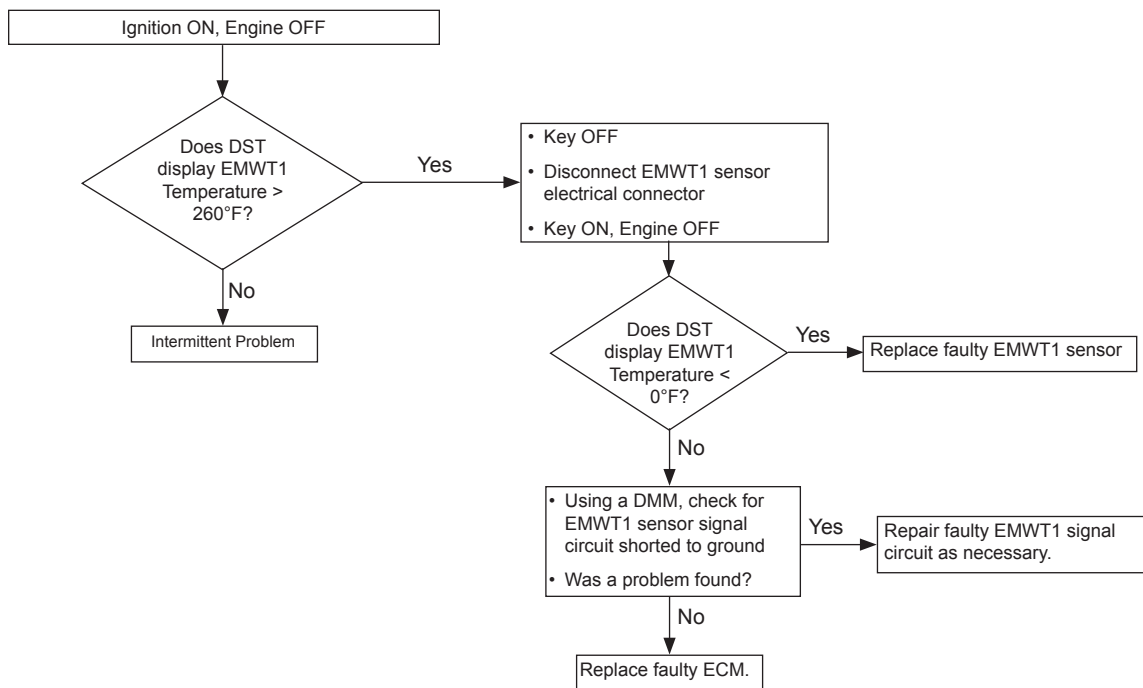 Ignition ON, Engine OFF
Does DST
display EMWT1
Temperature >
260°F?
Yes
• Key OFF
• Disconnect EMWT1 sensor
electrical connector
• Key ON, Engine OFF
No
Intermittent Problem
Does DST
display EMWT1
Temperature <
0°F?
Yes
Replace faulty EMWT1 sensor
No
• Using a DMM, check for
EMWT1 sensor signal
circuit shorted to ground
• Was a problem found?
Yes
Repair faulty EMWT1 signal
circuit as necessary.
No
Replace faulty ECM.